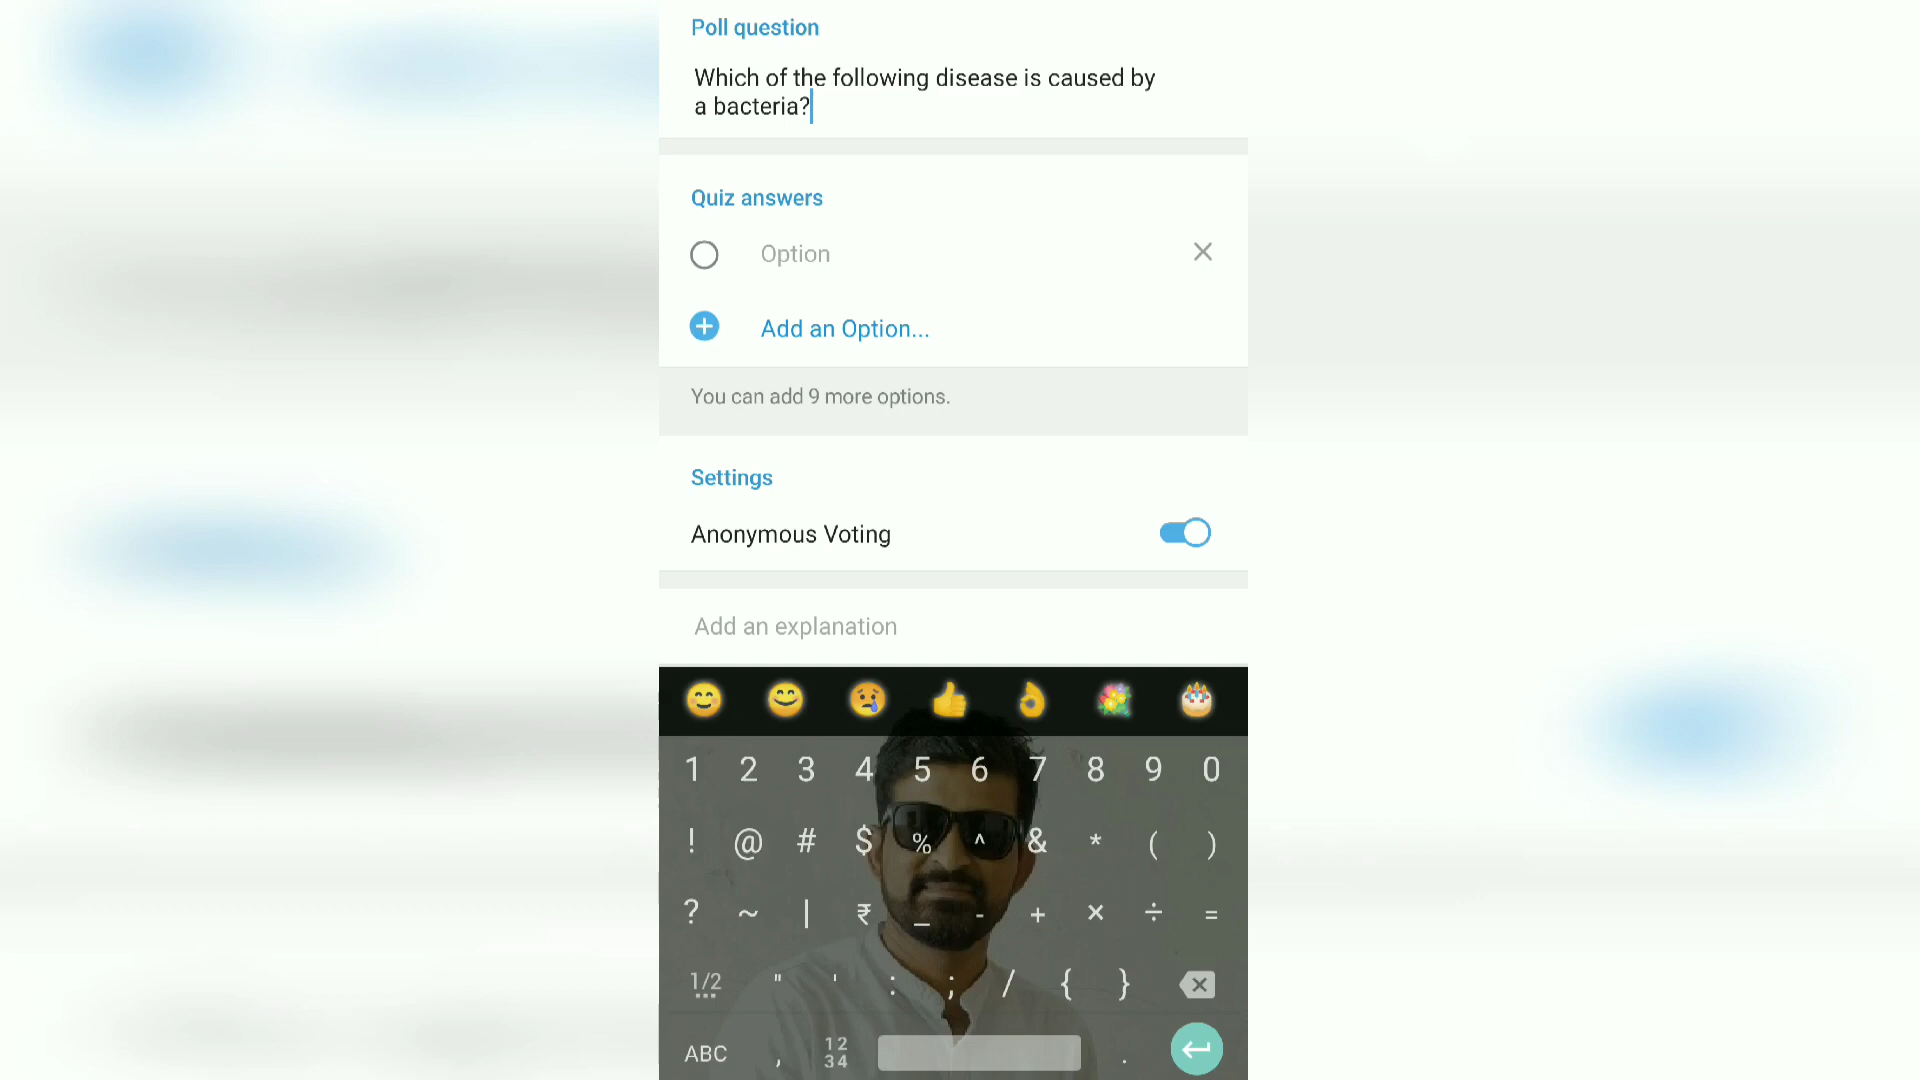 Poll question
Which of the following disease is caused by
a bacteria?
Quiz answers
Option
Add an Option...
You can add 9 more options.
Settings
Anonymous Voting
Add an explanation
1 2 3 4 5 6 7 8 9 0
! @ # $ % ^ & * ( )
? ~ | ₹ _ - + × ÷ =
1/2 " ' : ; / { }
ABC , 12 34 .